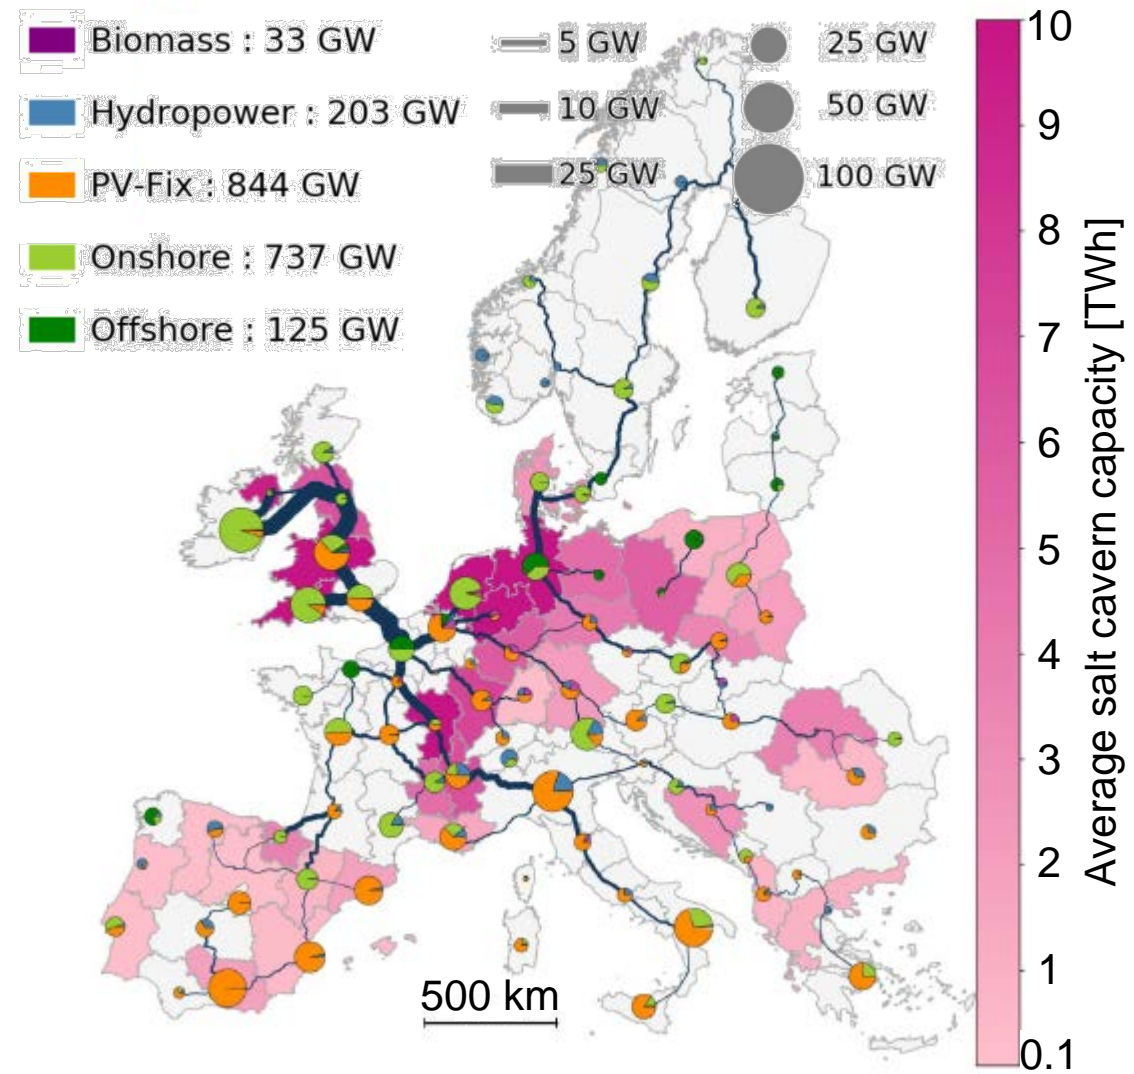 Biomass : 33 GW
Hydropower : 203 GW
PV-Fix : 844 GW
Onshore : 737 GW
Offshore : 125 GW
5 GW
10 GW
25 GW
25 GW
50 GW
100 GW
10
9
8
7
6
5
4
3
2
1
0.1
Average salt cavern capacity [TWh]
500 km